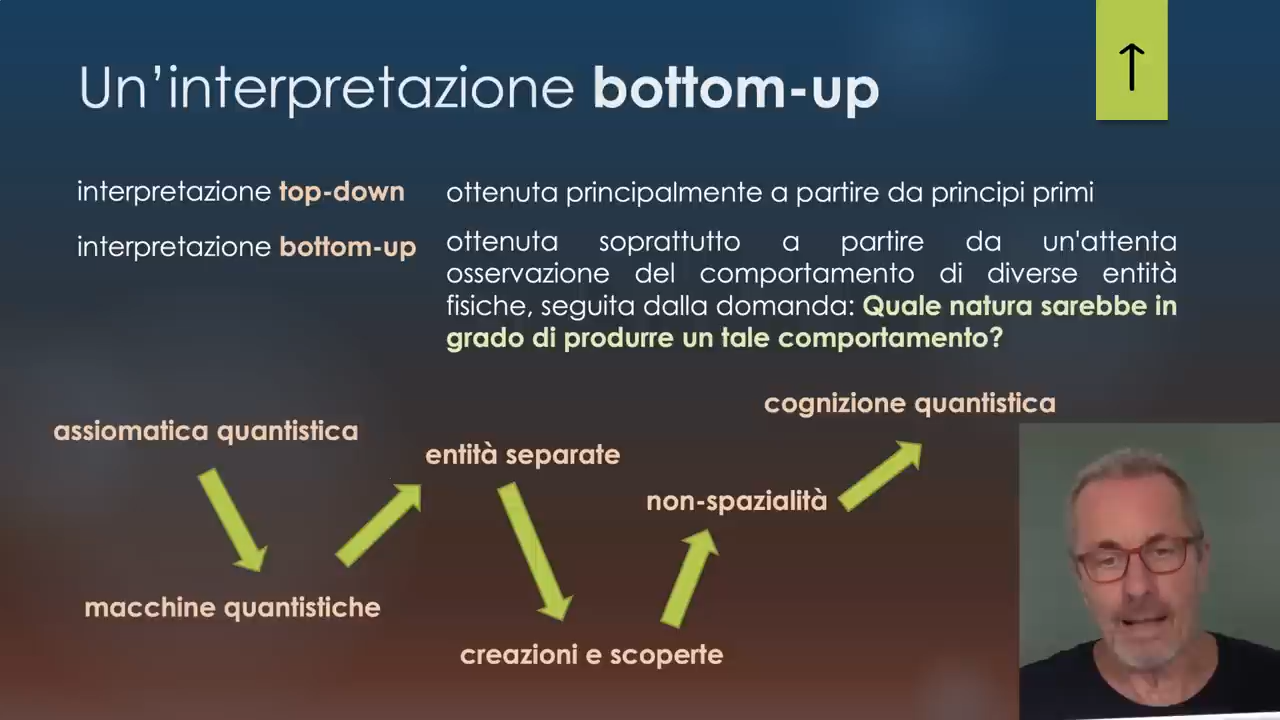 Un’interpretazione bottom-up
interpretazione top-down
ottenuta principalmente a partire da principi primi
interpretazione bottom-up
ottenuta soprattutto a partire da un'attenta
osservazione del comportamento di diverse entità
fisiche, seguita dalla domanda: Quale natura sarebbe in
grado di produrre un tale comportamento?
assiomatica quantistica
macchine quantistiche
entità separate
creazioni e scoperte
non-spazialità
cognizione quantistica